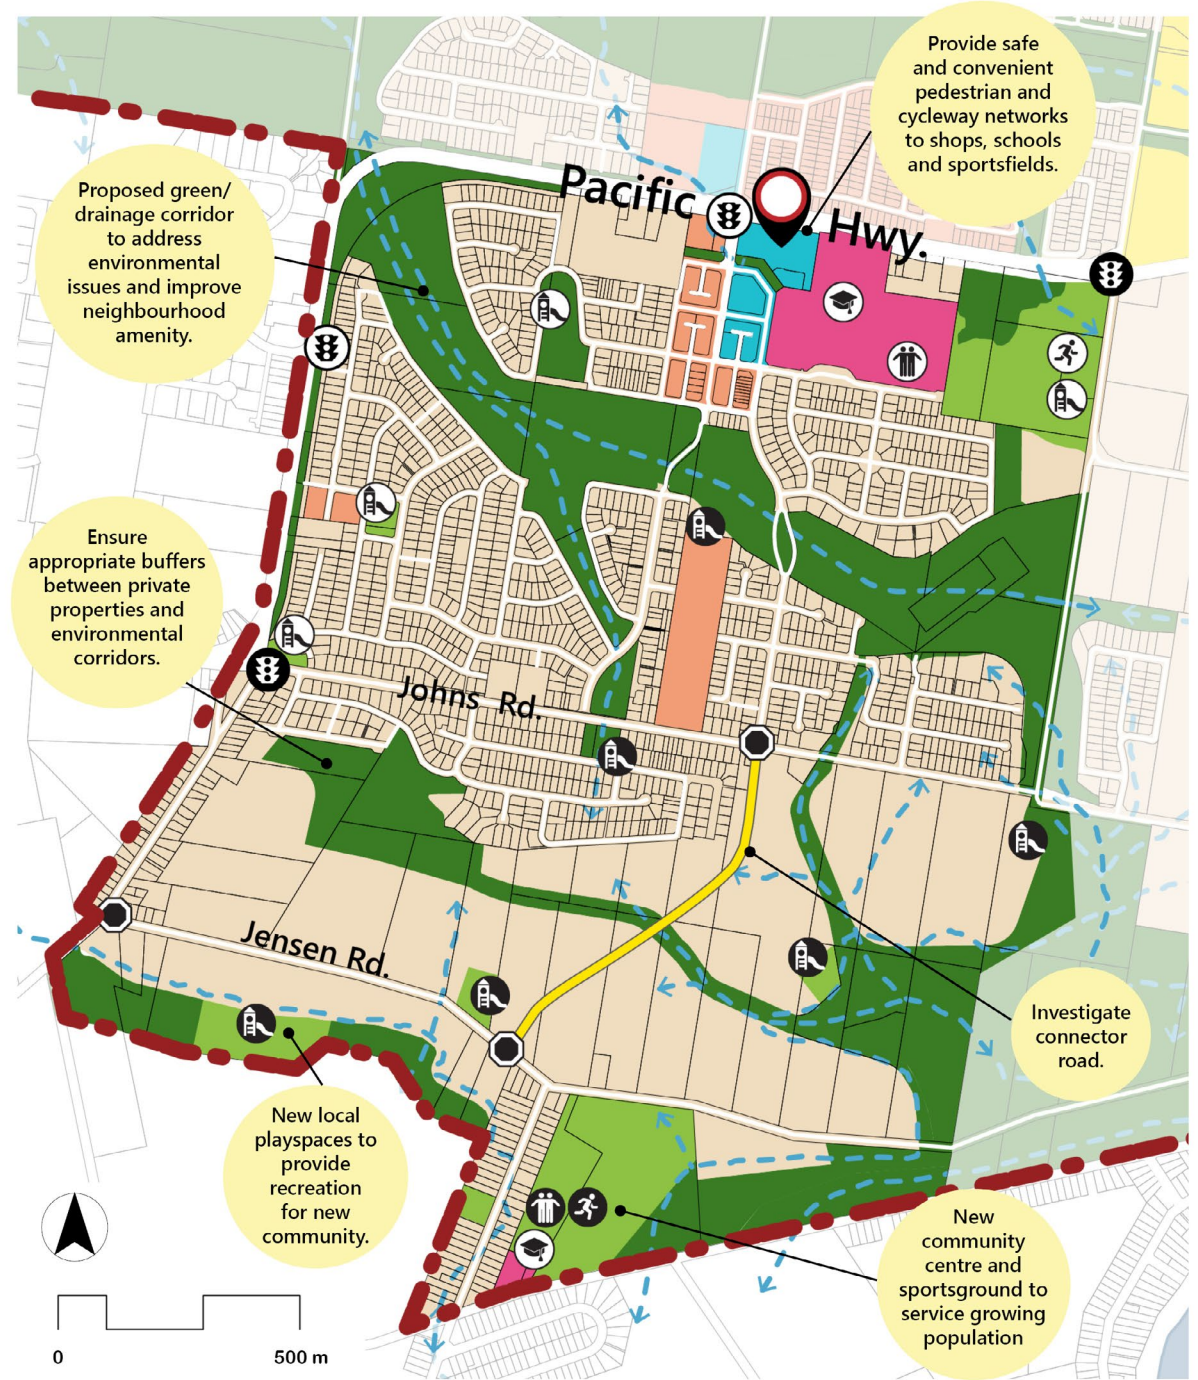 Provide safe
and convenient
pedestrian and
cycleway networks
to shops, schools
and sportsfields.
Pacific Hwy.
Proposed green/
drainage corridor
to address
environmental
issues and improve
neighbourhood
amenity.
Ensure
appropriate buffers
between private
properties and
environmental
corridors.
Johns Rd.
Jensen Rd.
Investigate
connector
road.
New local
playspaces to
provide
recreation
for new
community.
New
community
centre and
sportsground to
service growing
population
0 500 m